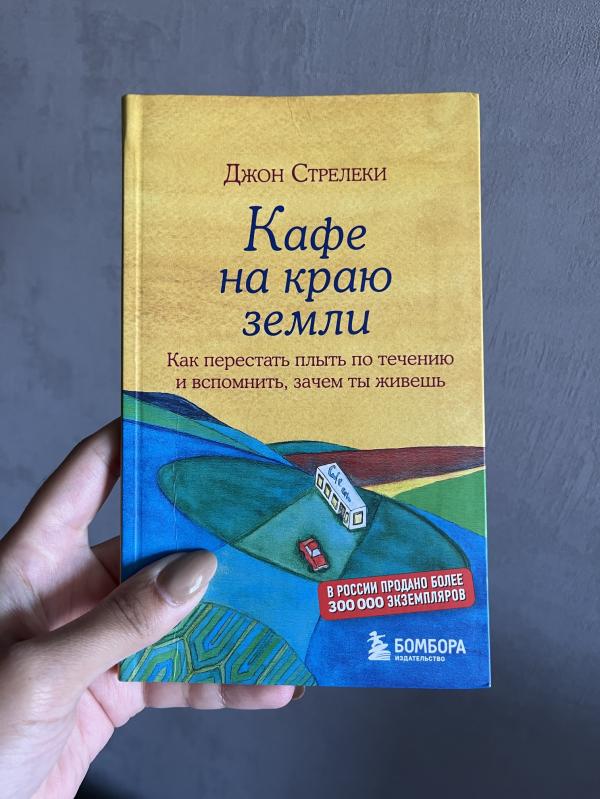 Джон Стрелеки
Кафе
на краю
земли
Как перестать плыть по течению
и вспомнить, зачем ты живешь
В РОССИИ ПРОДАНО БОЛЕЕ
300 000 ЭКЗЕМПЛЯРОВ
БОМБОРА
ИЗДАТЕЛЬСТВО